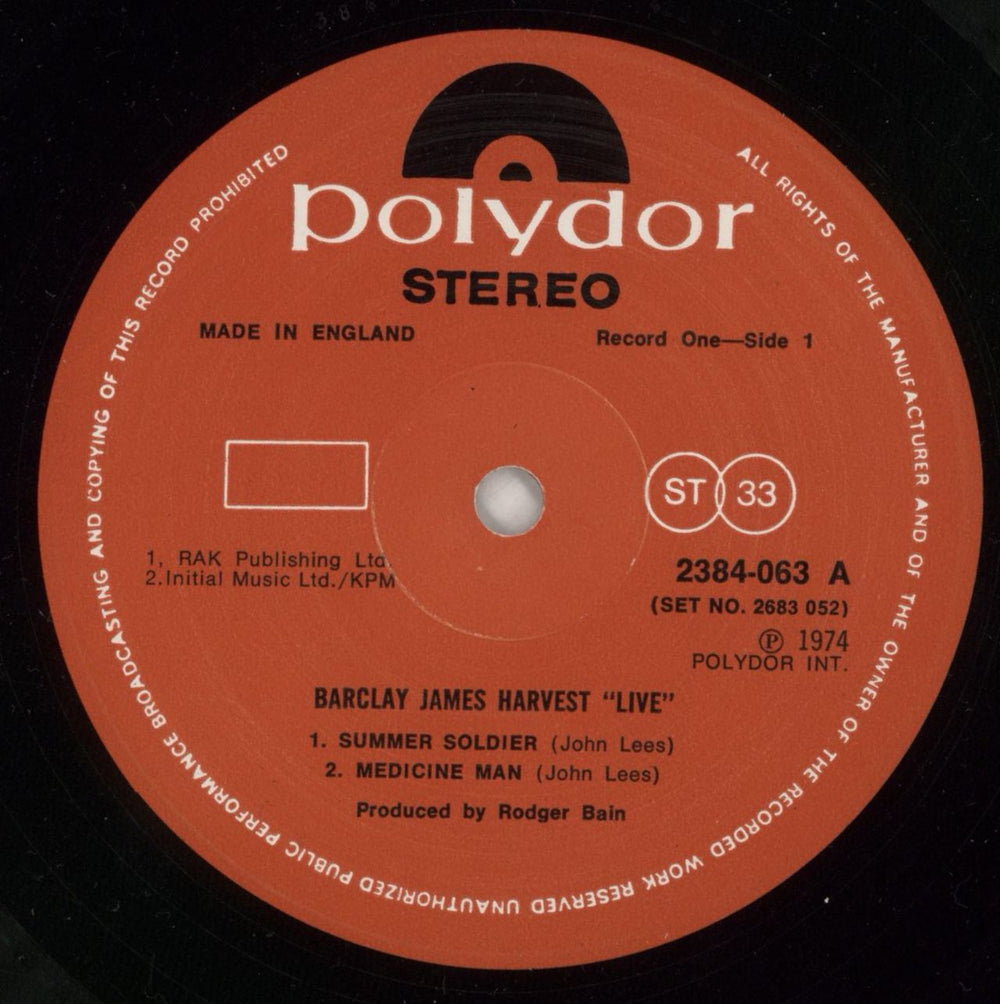 polydor
STEREO
MADE IN ENGLAND
Record One—Side 1
ST 33
1, RAK Publishing Ltd
2.Initial Music Ltd./KPM
2384-063 A
(SET NO. 2683 052)
℗ 1974
POLYDOR INT.
BARCLAY JAMES HARVEST "LIVE"
1. SUMMER SOLDIER (John Lees)
2. MEDICINE MAN (John Lees)
Produced by Rodger Bain
ALL RIGHTS OF THE MANUFACTURER AND OF THE OWNER OF THE RECORDED WORK RESERVED UNAUTHORIZED PUBLIC PERFORMANCE BROADCASTING AND COPYING OF THIS RECORD PROHIBITED